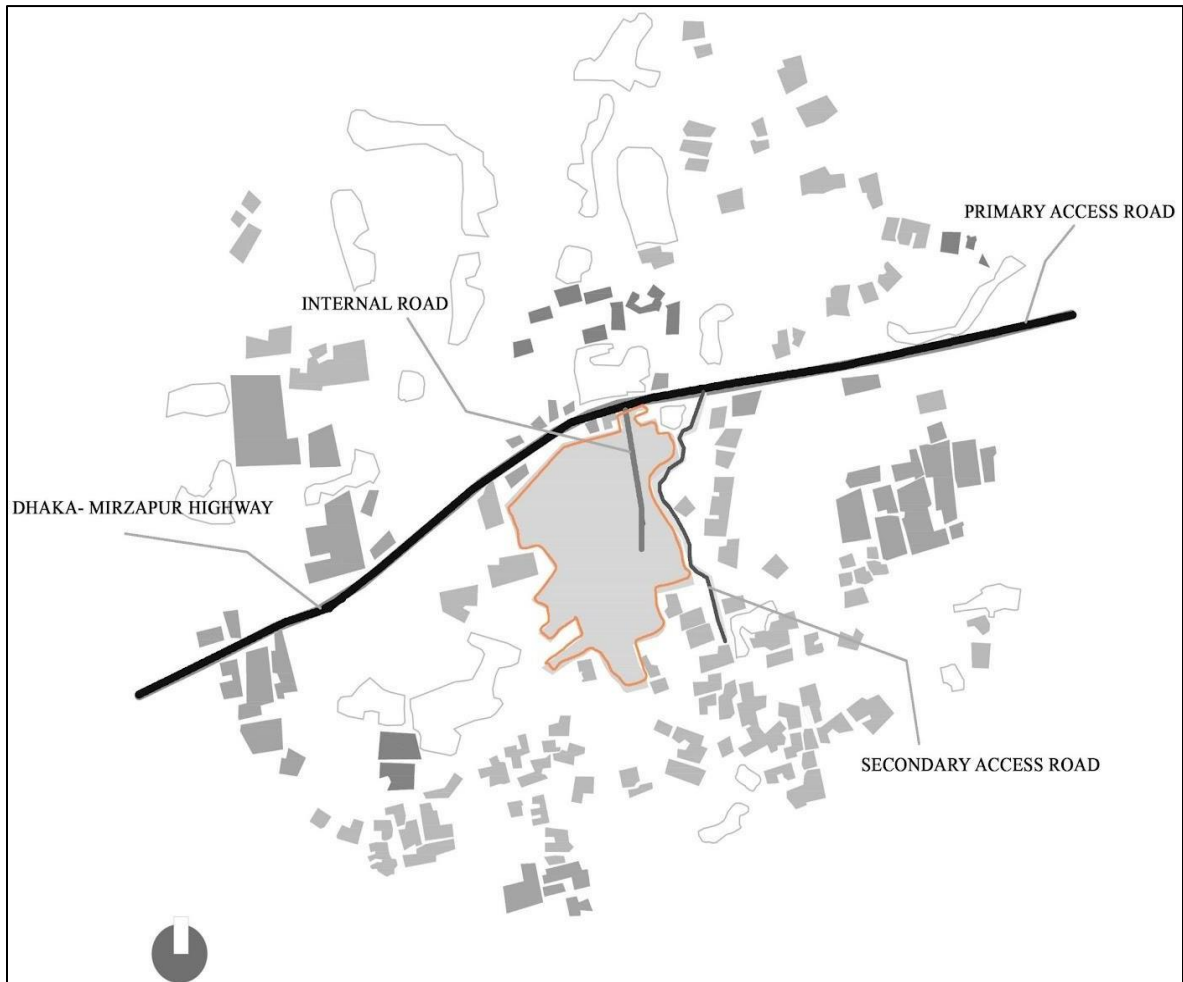 PRIMARY ACCESS ROAD
INTERNAL ROAD
DHAKA- MIRZAPUR HIGHWAY
SECONDARY ACCESS ROAD